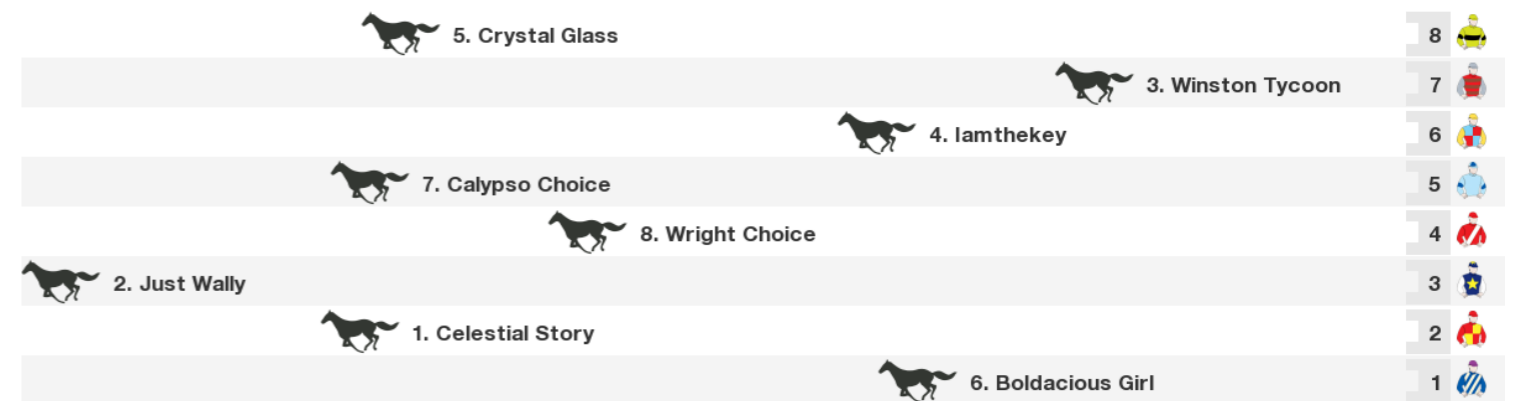 5. Crystal Glass 8
3. Winston Tycoon 7
4. Iamthekey 6
7. Calypso Choice 5
8. Wright Choice 4
2. Just Wally 3
1. Celestial Story 2
6. Boldacious Girl 1